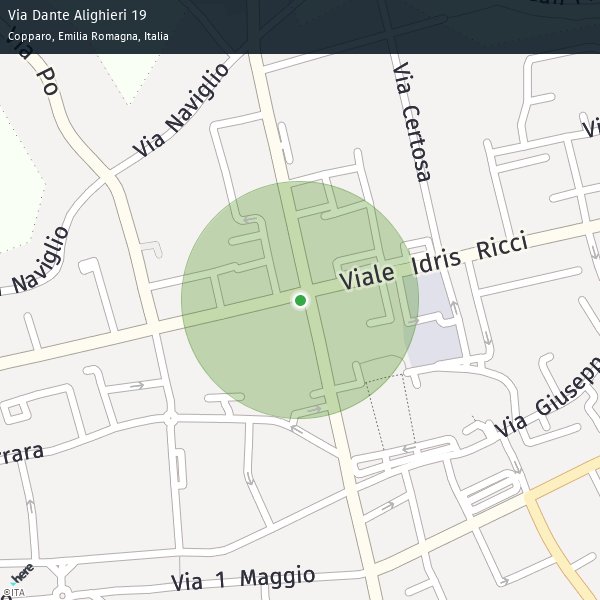 Via Dante Alighieri 19
Copparo, Emilia Romagna, Italia
Via Po
Via Naviglio
Via Certosa
Naviglio
Viale Idris Ricci
Via Giusepp
rrara
Via 1 Maggio
here
©ITA